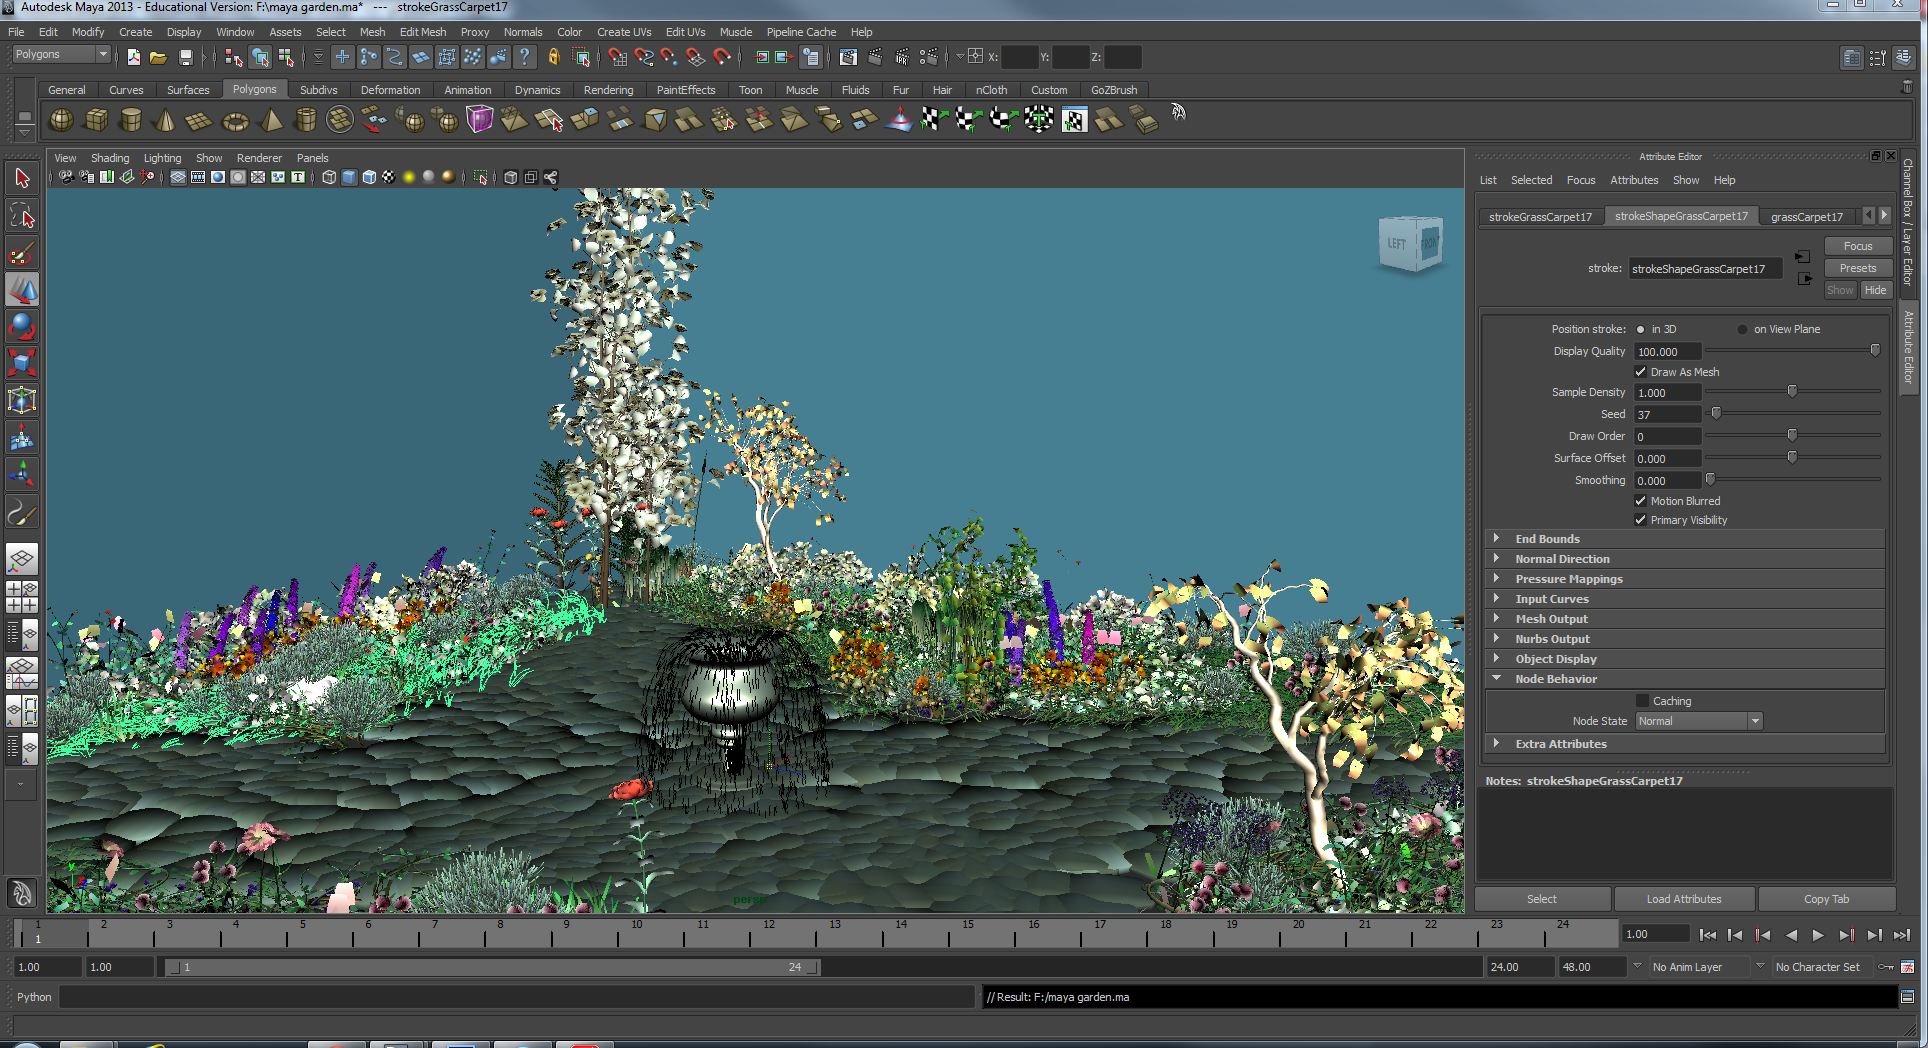 Autodesk Maya 2013 - Educational Version: F:\maya garden.ma* --- strokeGrassCarpet17
File Edit Modify Create Display Window Assets Select Mesh Edit Mesh Proxy Normals Color Create UVs Edit UVs Muscle Pipeline Cache Help
Polygons X: Y: Z:
General Curves Surfaces Polygons Subdivs Deformation Animation Dynamics Rendering PaintEffects Toon Muscle Fluids Fur Hair nCloth Custom GoZBrush
View Shading Lighting Show Renderer Panels
LEFT FRONT
persp
Attribute Editor
List Selected Focus Attributes Show Help
strokeGrassCarpet17 strokeShapeGrassCarpet17 grassCarpet17
Focus
stroke: strokeShapeGrassCarpet17 Presets
Show Hide
Position stroke: in 3D on View Plane
Display Quality 100.000
Draw As Mesh
Sample Density 1.000
Seed 37
Draw Order 0
Surface Offset 0.000
Smoothing 0.000
Motion Blurred
Primary Visibility
End Bounds
Normal Direction
Pressure Mappings
Input Curves
Mesh Output
Nurbs Output
Object Display
Node Behavior
Caching
Node State Normal
Extra Attributes
Notes: strokeShapeGrassCarpet17
Select Load Attributes Copy Tab
Channel Box / Layer Editor
Attribute Editor
1 2 3 4 5 6 7 8 9 10 11 12 13 14 15 16 17 18 19 20 21 22 23 24
1 1.00
1.00 1.00 1 24 24.00 48.00 No Anim Layer No Character Set
Python // Result: F:/maya garden.ma